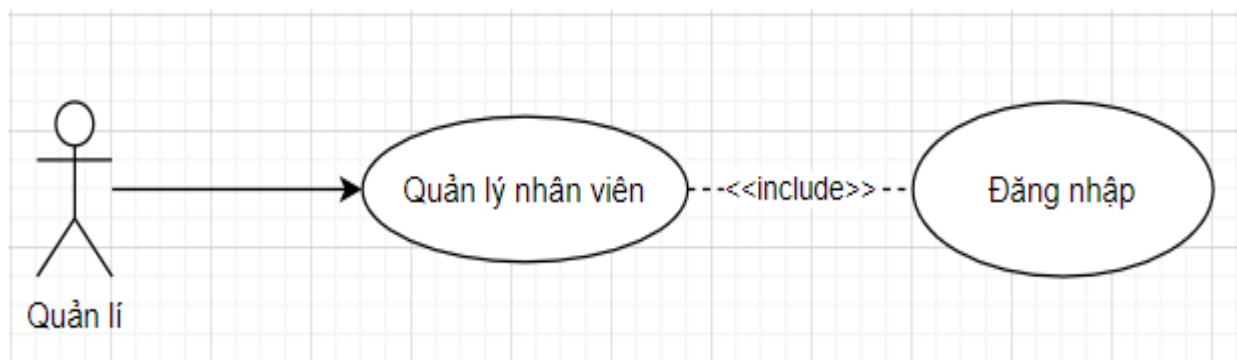 Quản lý nhân viên
<<include>>
Đăng nhập
Quản lí